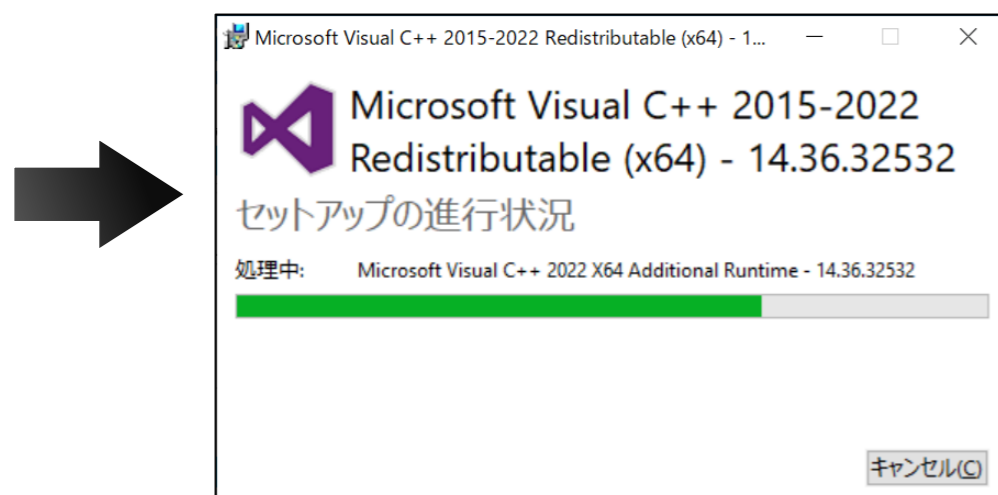 Microsoft Visual C++ 2015-2022 Redistributable (x64) - 1...
Microsoft Visual C++ 2015-2022
Redistributable (x64) - 14.36.32532
セットアップの進行状況
処理中: Microsoft Visual C++ 2022 X64 Additional Runtime - 14.36.32532
キャンセル(C)